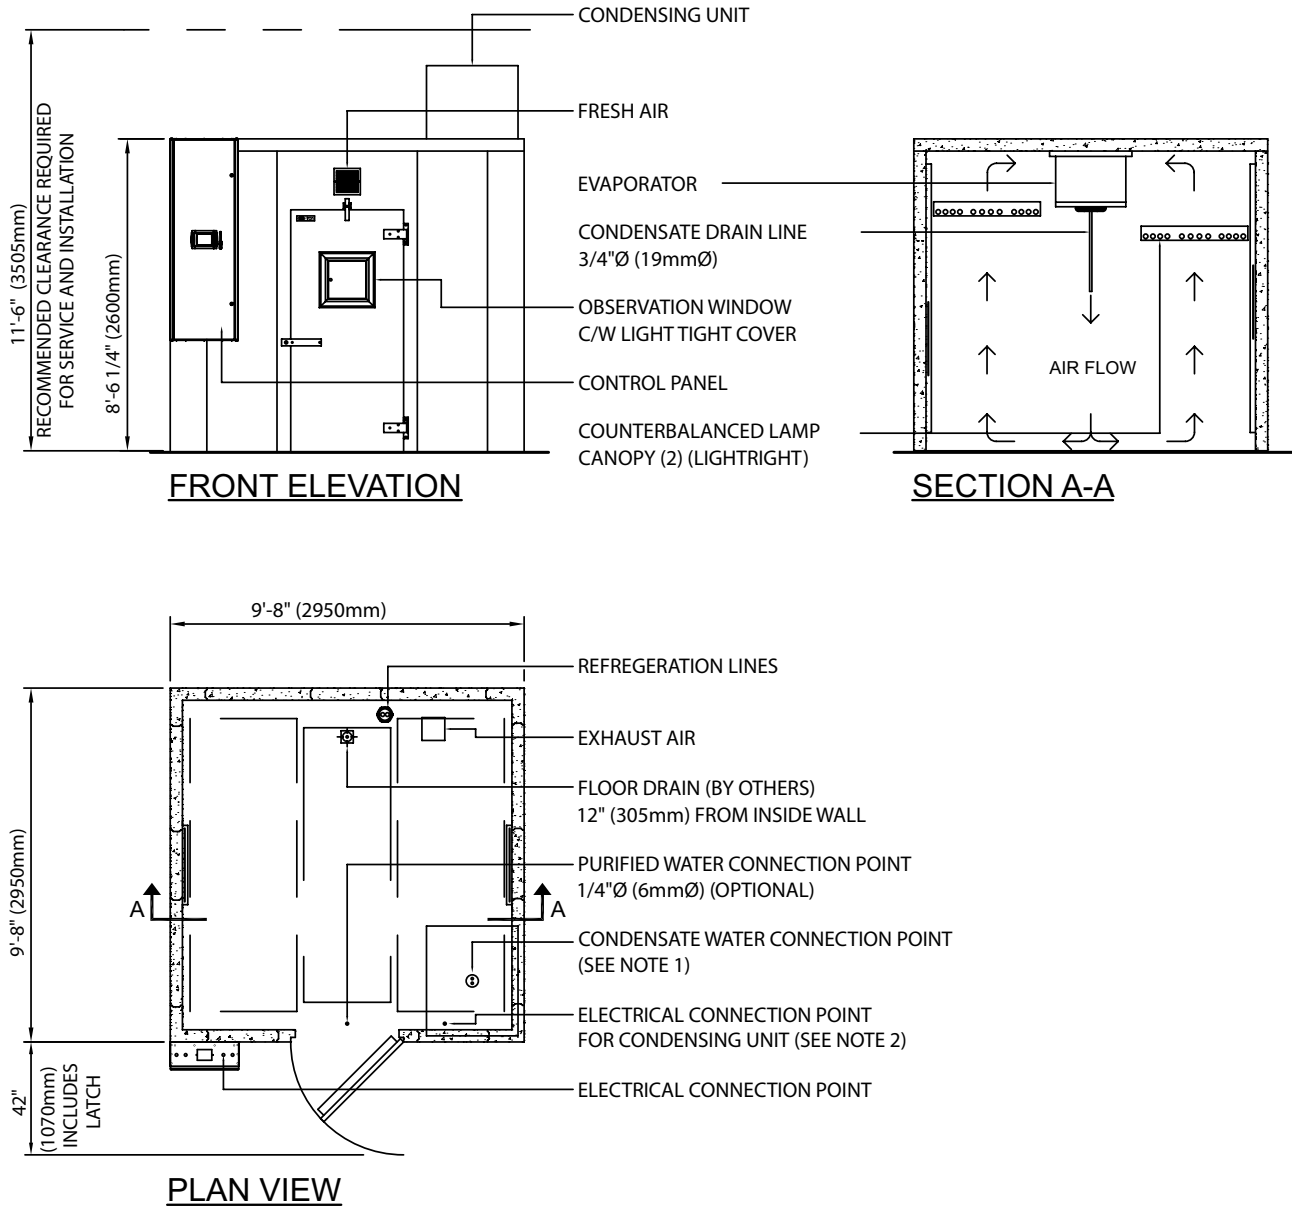 CONDENSING UNIT
FRESH AIR
EVAPORATOR
CONDENSATE DRAIN LINE
3/4"Ø (19mmØ)
OBSERVATION WINDOW
C/W LIGHT TIGHT COVER
CONTROL PANEL
COUNTERBALANCED LAMP
CANOPY (2) (LIGHTRIGHT)
11'-6" (3505mm)
RECOMMENDED CLEARANCE REQUIRED
FOR SERVICE AND INSTALLATION
8'-6 1/4" (2600mm)
FRONT ELEVATION
AIR FLOW
SECTION A-A
9'-8" (2950mm)
REFREGERATION LINES
EXHAUST AIR
FLOOR DRAIN (BY OTHERS)
12" (305mm) FROM INSIDE WALL
PURIFIED WATER CONNECTION POINT
1/4"Ø (6mmØ) (OPTIONAL)
CONDENSATE WATER CONNECTION POINT
(SEE NOTE 1)
ELECTRICAL CONNECTION POINT
FOR CONDENSING UNIT (SEE NOTE 2)
ELECTRICAL CONNECTION POINT
9'-8" (2950mm)
A
A
42"
(1070mm)
INCLUDES
LATCH
PLAN VIEW